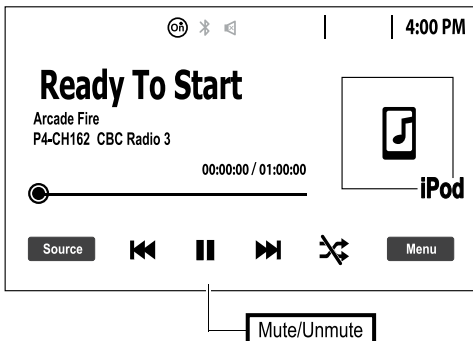 On
4:00 PM
Ready To Start
Arcade Fire
P4-CH162 CBC Radio 3
00:00:00 / 01:00:00
iPod
Source
Menu
Mute/Unmute